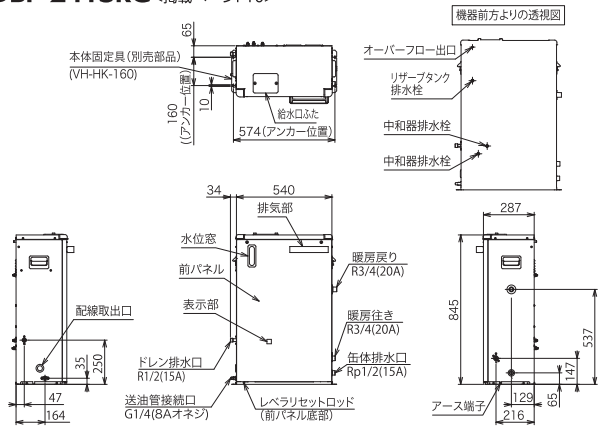 機器前方よりの透視図
65
本体固定具(別売部品)
(VH-HK-160)
160
((アンカー位置)
10
給水口ふた
574(アンカー位置)
オーバーフロー出口
リザーブタンク
排水栓
中和器排水栓
中和器排水栓
34
540
排気部
水位窓
前パネル
表示部
暖房戻り
R3/4(20A)
暖房往き
R3/4(20A)
缶体排水口
Rp1/2(15A)
ドレン排水口
R1/2(15A)
送油管接続口
G1/4(8Aオネジ)
レベラリセットロッド
(前パネル底部)
配線取出口
35
250
47
164
287
845
537
147
65
129
216
アース端子